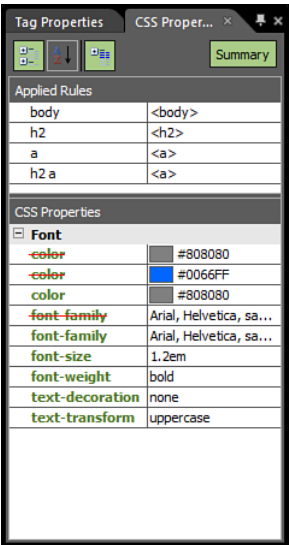 Tag Properties CSS Proper... ×
Summary
Applied Rules
body <body>
h2 <h2>
a <a>
h2 a <a>
CSS Properties
Font
color #808080
color #0066FF
color #808080
font-family Arial, Helvetica, sa...
font-family Arial, Helvetica, sa...
font-size 1.2em
font-weight bold
text-decoration none
text-transform uppercase